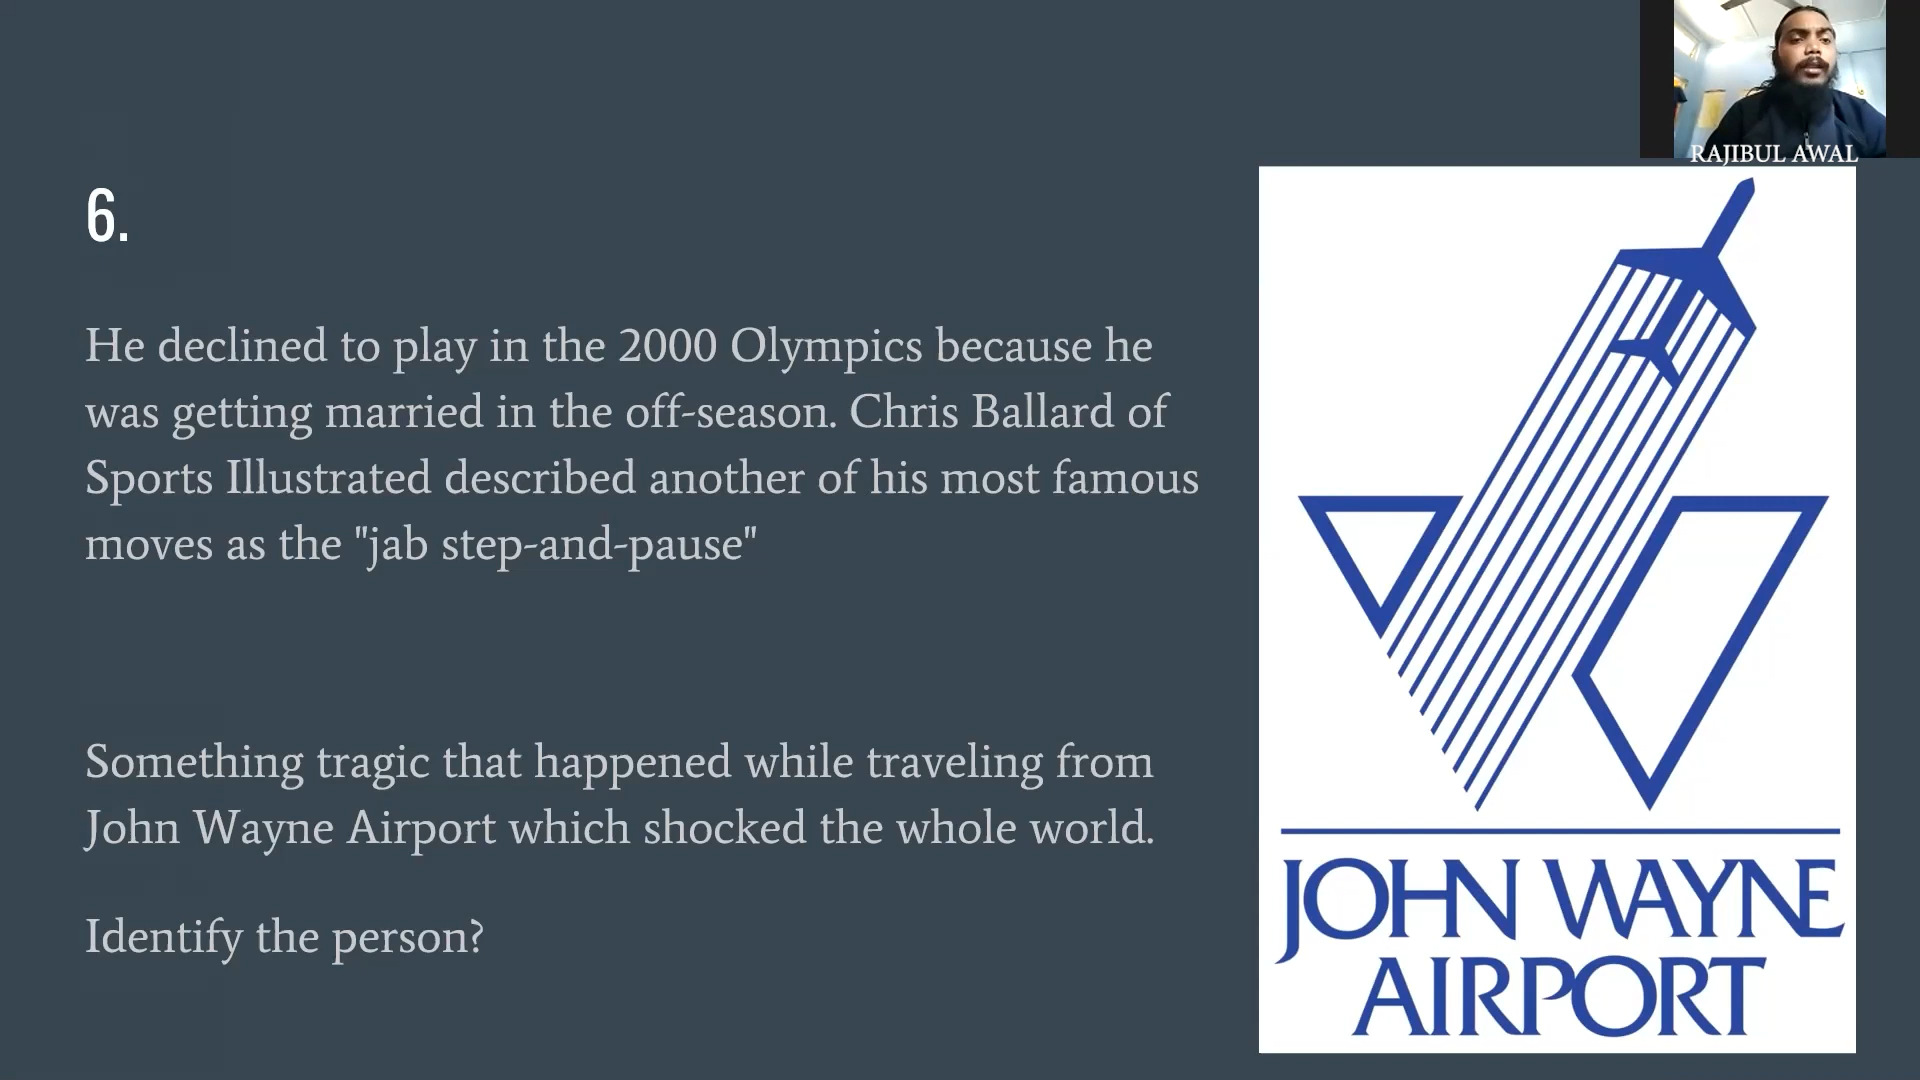 RAJIBUL AWAL
6.
He declined to play in the 2000 Olympics because he
was getting married in the off-season. Chris Ballard of
Sports Illustrated described another of his most famous
moves as the "jab step-and-pause"
Something tragic that happened while traveling from
John Wayne Airport which shocked the whole world.
Identify the person?
JOHN WAYNE
AIRPORT